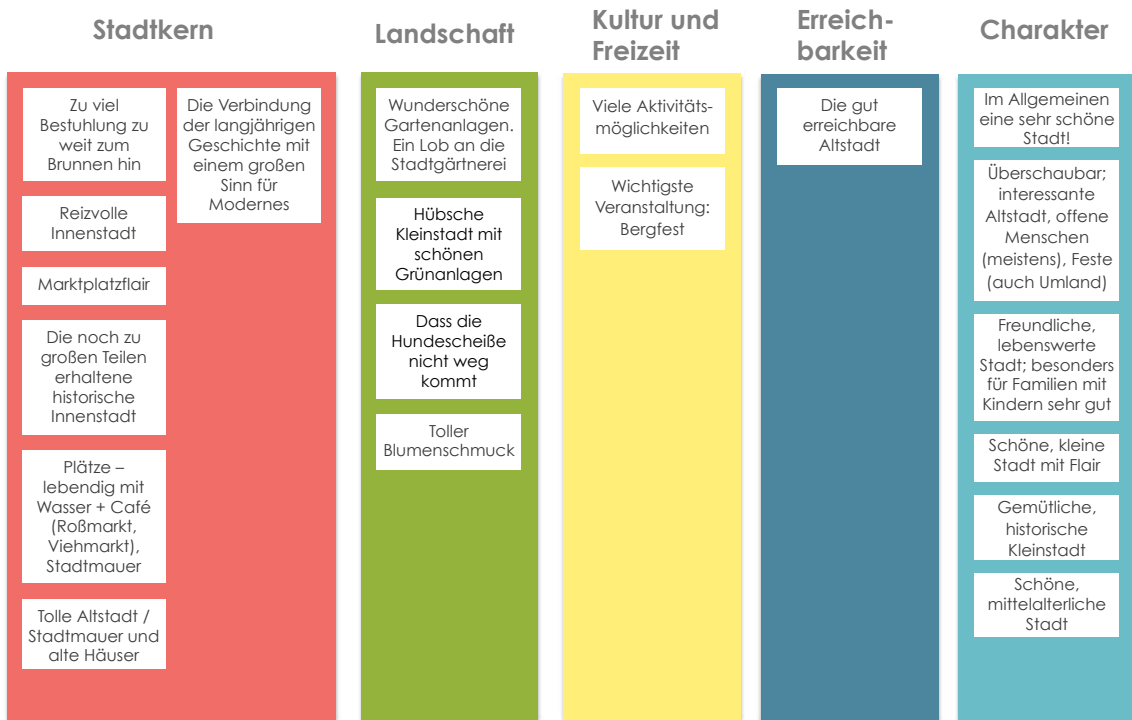 Stadtkern
Zu viel
Bestuhlung zu
weit zum
Brunnen hin
Reizvolle
Innenstadt
Marktplatzflair
Die noch zu
großen Teilen
erhaltene
historische
Innenstadt
Plätze –
lebendig mit
Wasser + Café
(Roßmarkt,
Viehmarkt),
Stadtmauer
Tolle Altstadt /
Stadtmauer und
alte Häuser
Die Verbindung
der langjährigen
Geschichte mit
einem großen
Sinn für
Modernes
Landschaft
Wunderschöne
Gartenanlagen.
Ein Lob an die
Stadtgärtnerei
Hübsche
Kleinstadt mit
schönen
Grünanlagen
Dass die
Hundescheiße
nicht weg
kommt
Toller
Blumenschmuck
Kultur und
Freizeit
Viele Aktivitäts-
möglichkeiten
Wichtigste
Veranstaltung:
Bergfest
Erreich-
barkeit
Die gut
erreichbare
Altstadt
Charakter
Im Allgemeinen
eine sehr schöne
Stadt!
Überschaubar;
interessante
Altstadt, offene
Menschen
(meistens), Feste
(auch Umland)
Freundliche,
lebenswerte
Stadt; besonders
für Familien mit
Kindern sehr gut
Schöne, kleine
Stadt mit Flair
Gemütliche,
historische
Kleinstadt
Schöne,
mittelalterliche
Stadt